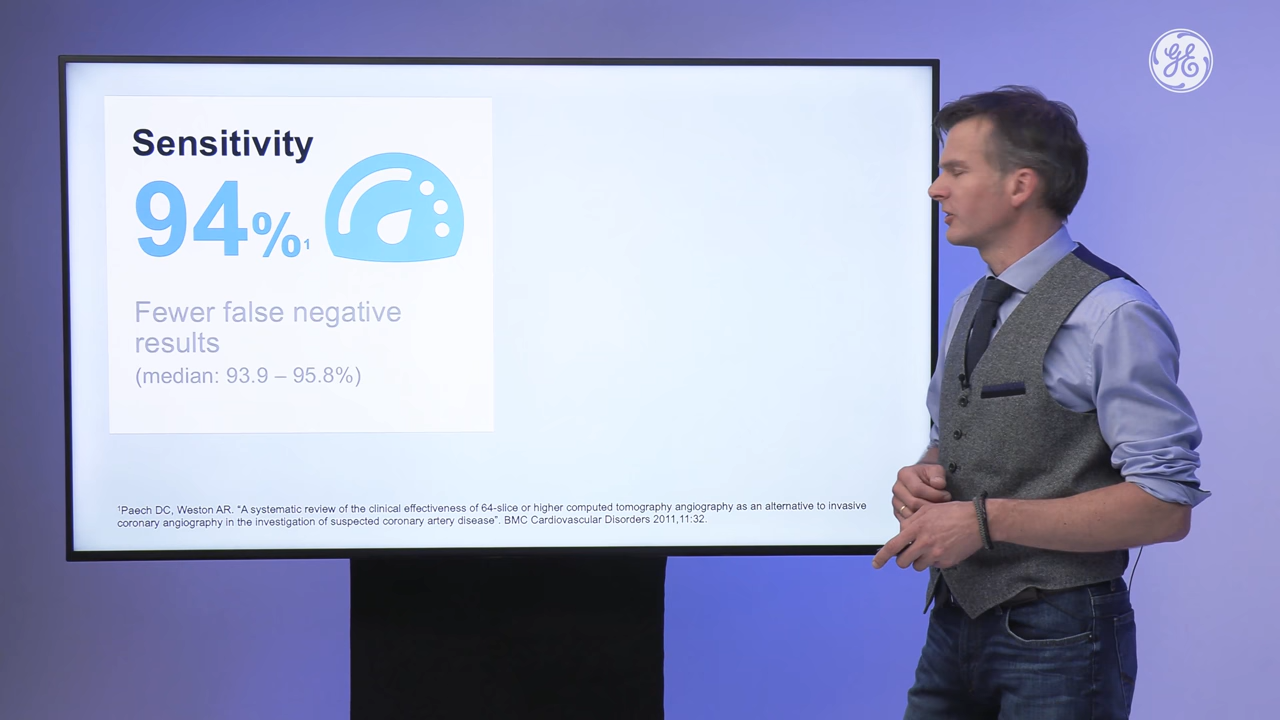 GE
Sensitivity
94%¹
Fewer false negative
results
(median: 93.9 – 95.8%)
¹Paech DC, Weston AR. "A systematic review of the clinical effectiveness of 64-slice or higher computed tomography angiography as an alternative to invasive
coronary angiography in the investigation of suspected coronary artery disease". BMC Cardiovascular Disorders 2011,11:32.